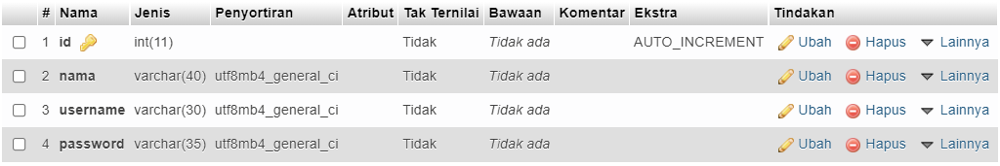 # Nama Jenis Penyortiran Atribut Tak Ternilai Bawaan Komentar Ekstra Tindakan
1 id int(11) Tidak Tidak ada AUTO_INCREMENT Ubah Hapus Lainnya
2 nama varchar(40) utf8mb4_general_ci Tidak Tidak ada Ubah Hapus Lainnya
3 username varchar(30) utf8mb4_general_ci Tidak Tidak ada Ubah Hapus Lainnya
4 password varchar(35) utf8mb4_general_ci Tidak Tidak ada Ubah Hapus Lainnya